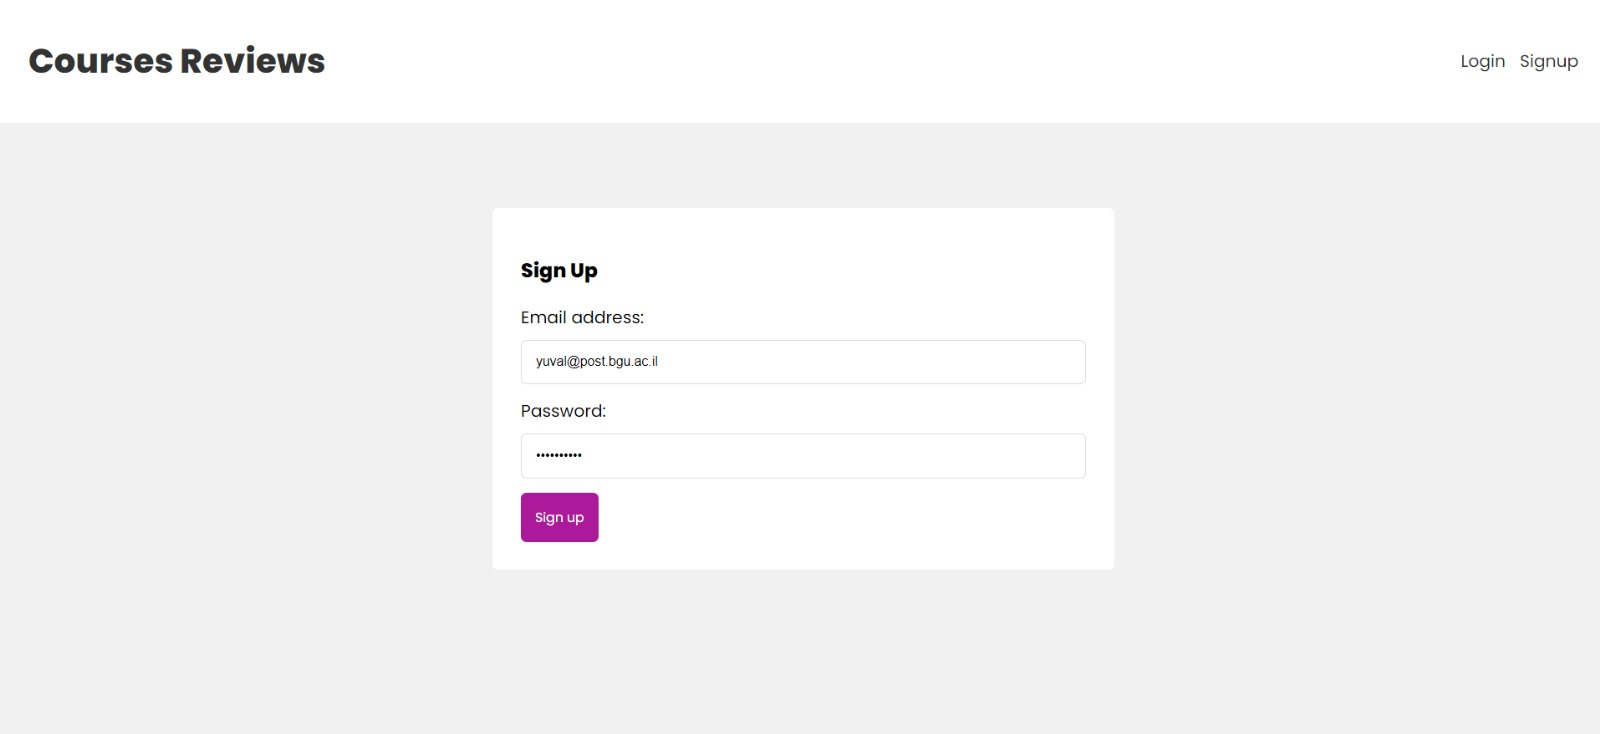 Courses Reviews
Login Signup
Sign Up
Email address:
yuval@post.bgu.ac.il
Password:
••••••••••
Sign up